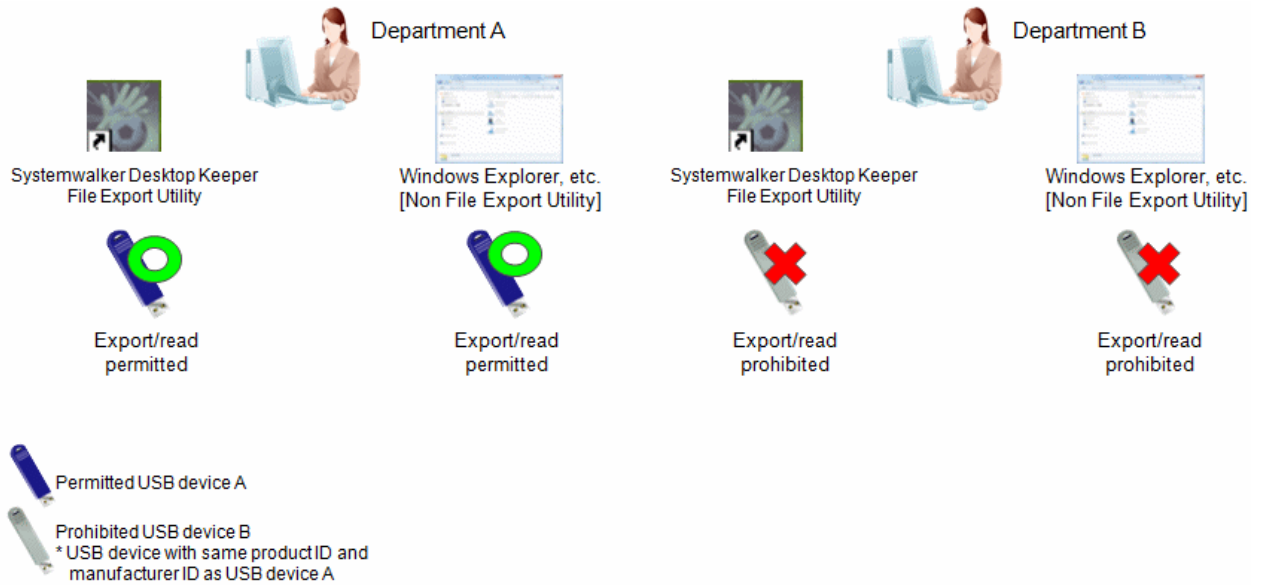 Department A
Department B
Systemwalker Desktop Keeper
File Export Utility
Windows Explorer, etc.
[Non File Export Utility]
Systemwalker Desktop Keeper
File Export Utility
Windows Explorer, etc.
[Non File Export Utility]
Export/read
permitted
Export/read
permitted
Export/read
prohibited
Export/read
prohibited
Permitted USB device A
Prohibited USB device B
* USB device with same product ID and
manufacturer ID as USB device A